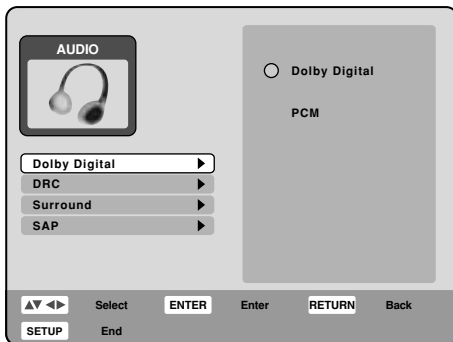 AUDIO
Dolby Digital
DRC
Surround
SAP
Dolby Digital
PCM
▲▼ ◀▶ Select ENTER Enter RETURN Back
SETUP End